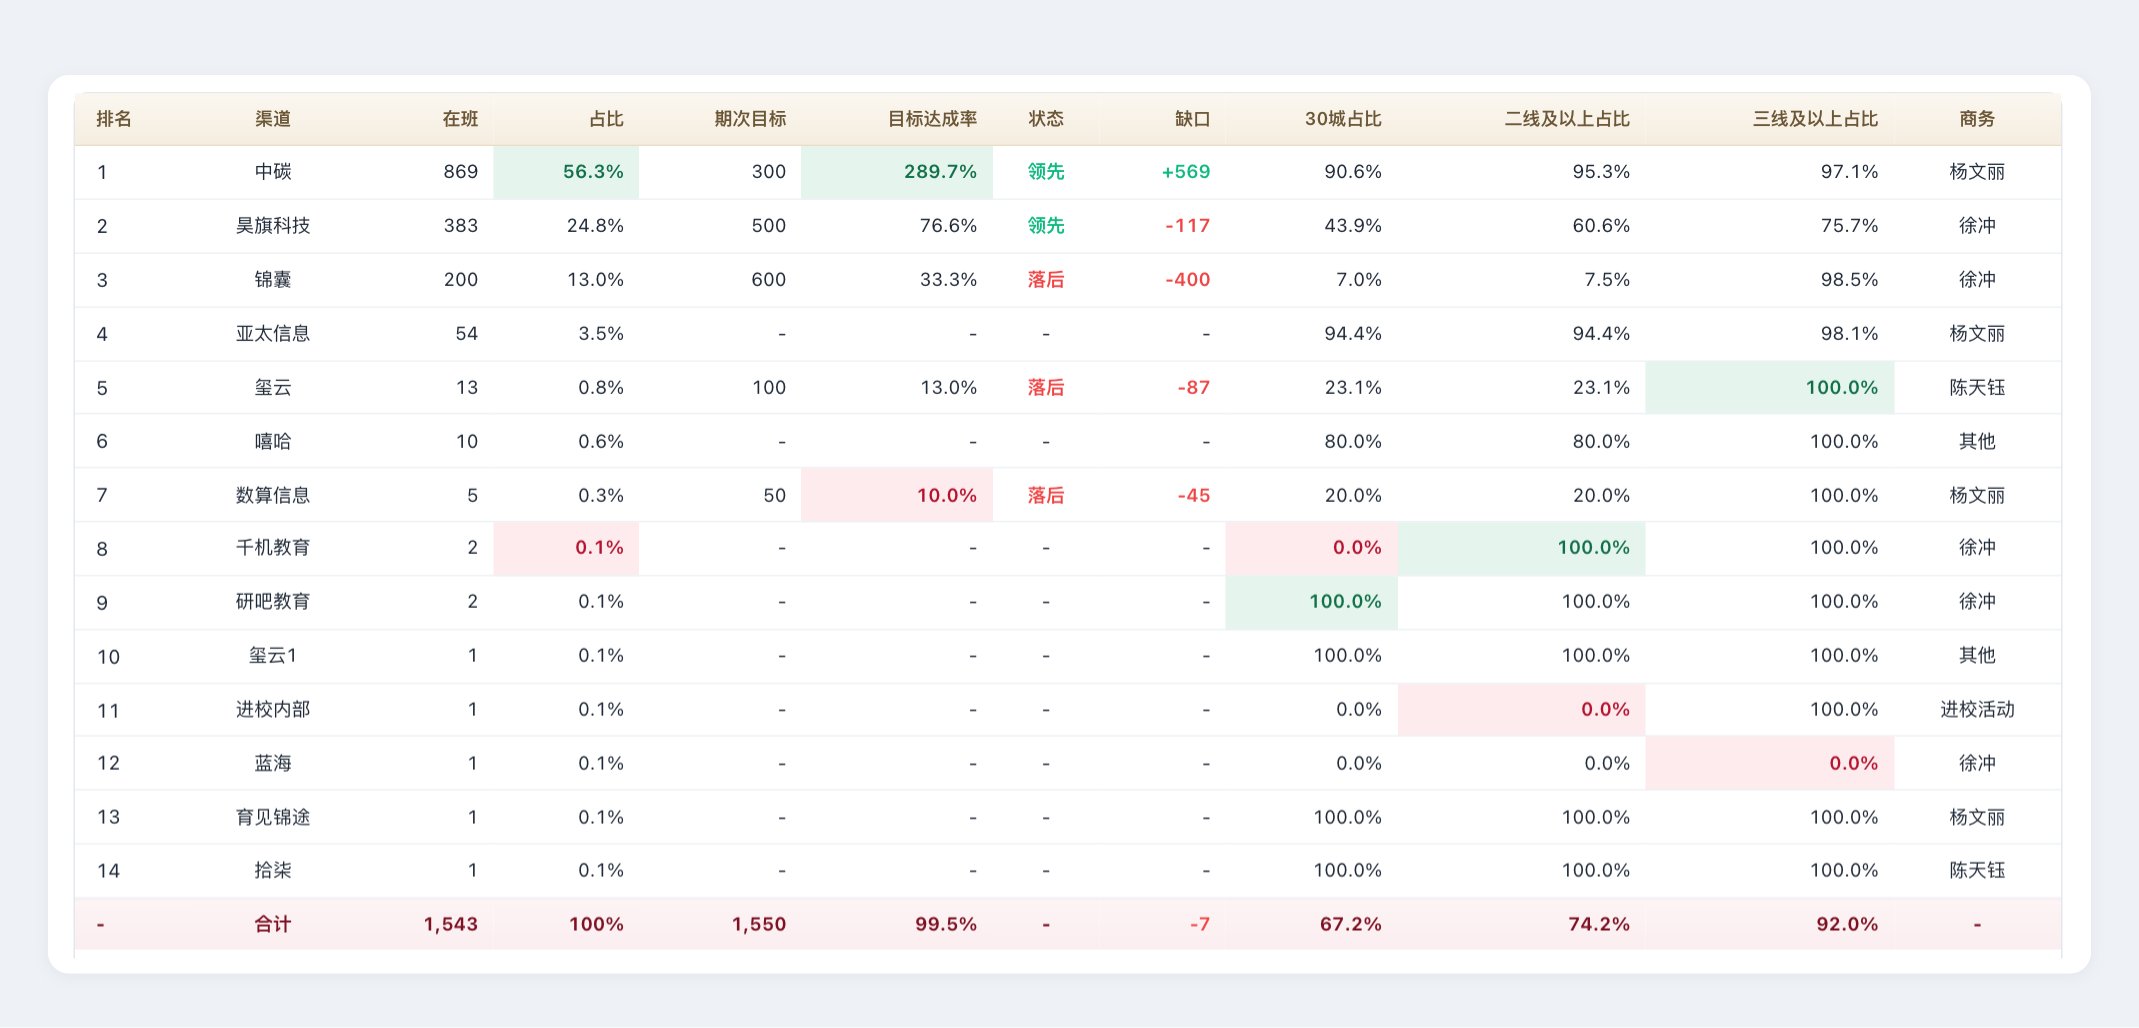 排名 渠道 在班 占比 期次目标 目标达成率 状态 缺口 30城占比 二线及以上占比 三线及以上占比 商务
1 中碳 869 56.3% 300 289.7% 领先 +569 90.6% 95.3% 97.1% 杨文丽
2 昊旗科技 383 24.8% 500 76.6% 领先 -117 43.9% 60.6% 75.7% 徐冲
3 锦囊 200 13.0% 600 33.3% 落后 -400 7.0% 7.5% 98.5% 徐冲
4 亚太信息 54 3.5% - - - - 94.4% 94.4% 98.1% 杨文丽
5 玺云 13 0.8% 100 13.0% 落后 -87 23.1% 23.1% 100.0% 陈天钰
6 嘻哈 10 0.6% - - - - 80.0% 80.0% 100.0% 其他
7 数算信息 5 0.3% 50 10.0% 落后 -45 20.0% 20.0% 100.0% 杨文丽
8 千机教育 2 0.1% - - - - 0.0% 100.0% 100.0% 徐冲
9 研吧教育 2 0.1% - - - - 100.0% 100.0% 100.0% 徐冲
10 玺云1 1 0.1% - - - - 100.0% 100.0% 100.0% 其他
11 进校内部 1 0.1% - - - - 0.0% 0.0% 100.0% 进校活动
12 蓝海 1 0.1% - - - - 0.0% 0.0% 0.0% 徐冲
13 育见锦途 1 0.1% - - - - 100.0% 100.0% 100.0% 杨文丽
14 拾柒 1 0.1% - - - - 100.0% 100.0% 100.0% 陈天钰
- 合计 1,543 100% 1,550 99.5% - -7 67.2% 74.2% 92.0% -